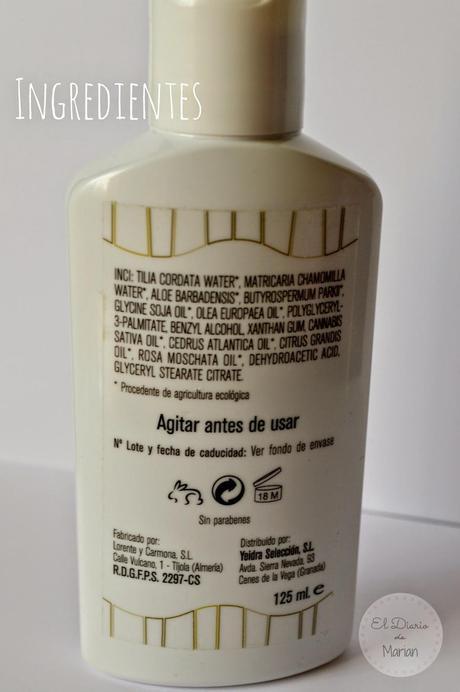 INGREDIENTES
INCI: TILIA CORDATA WATER*, MATRICARIA CHAMOMILLA
WATER*, ALOE BARBADENSIS*, BUTYROSPERMUM PARKII*,
GLYCINE SOJA OIL*, OLEA EUROPAEA OIL*, POLYGLYCERYL-
3-PALMITATE, BENZYL ALCOHOL, XANTHAN GUM, CANNABIS
SATIVA OIL*, CEDRUS ATLANTICA OIL*, CITRUS GRANDIS
OIL*, ROSA MOSCHATA OIL*, DEHYDROACETIC ACID,
GLYCERYL STEARATE CITRATE.
* Procedente de agricultura ecológica
Agitar antes de usar
Nº Lote y fecha de caducidad: Ver fondo de envase
18 M
Sin parabenes
Fabricado por:
Lorente y Carmona, S.L.
Calle Vulcano, 1 - Tíjola (Almería)
R.D.G.F.P.S. 2297-CS
Distribuido por:
Yeidra Selección, S.L.
Avda. Sierra Nevada, 93
Cenes de la Vega (Granada)
125 ml. e
El Diario
de
Marian